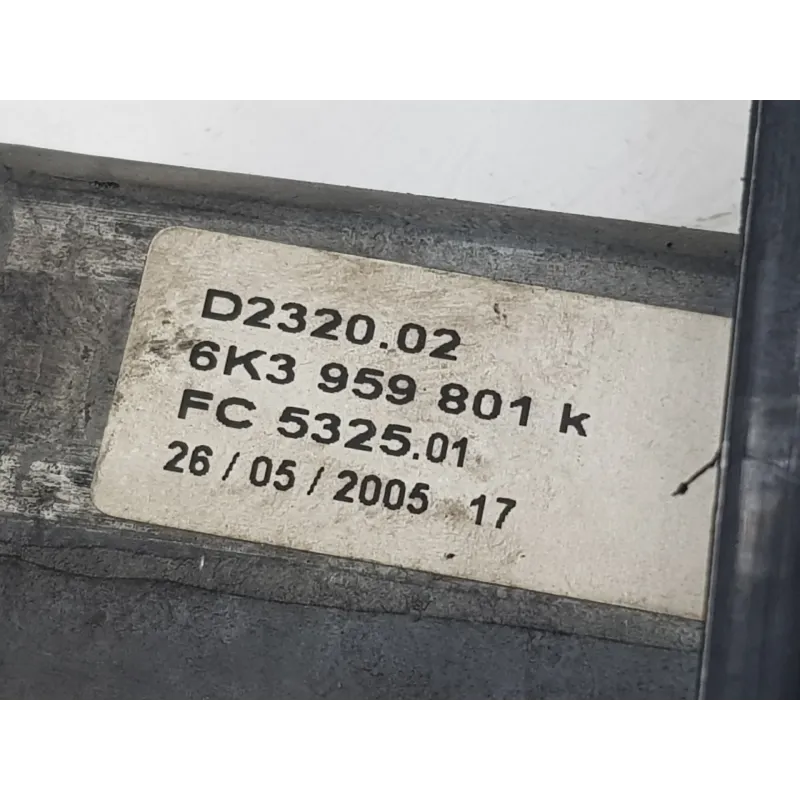 D2320.02
6K3 959 801 k
FC 5325.01
26 / 05 / 2005 17